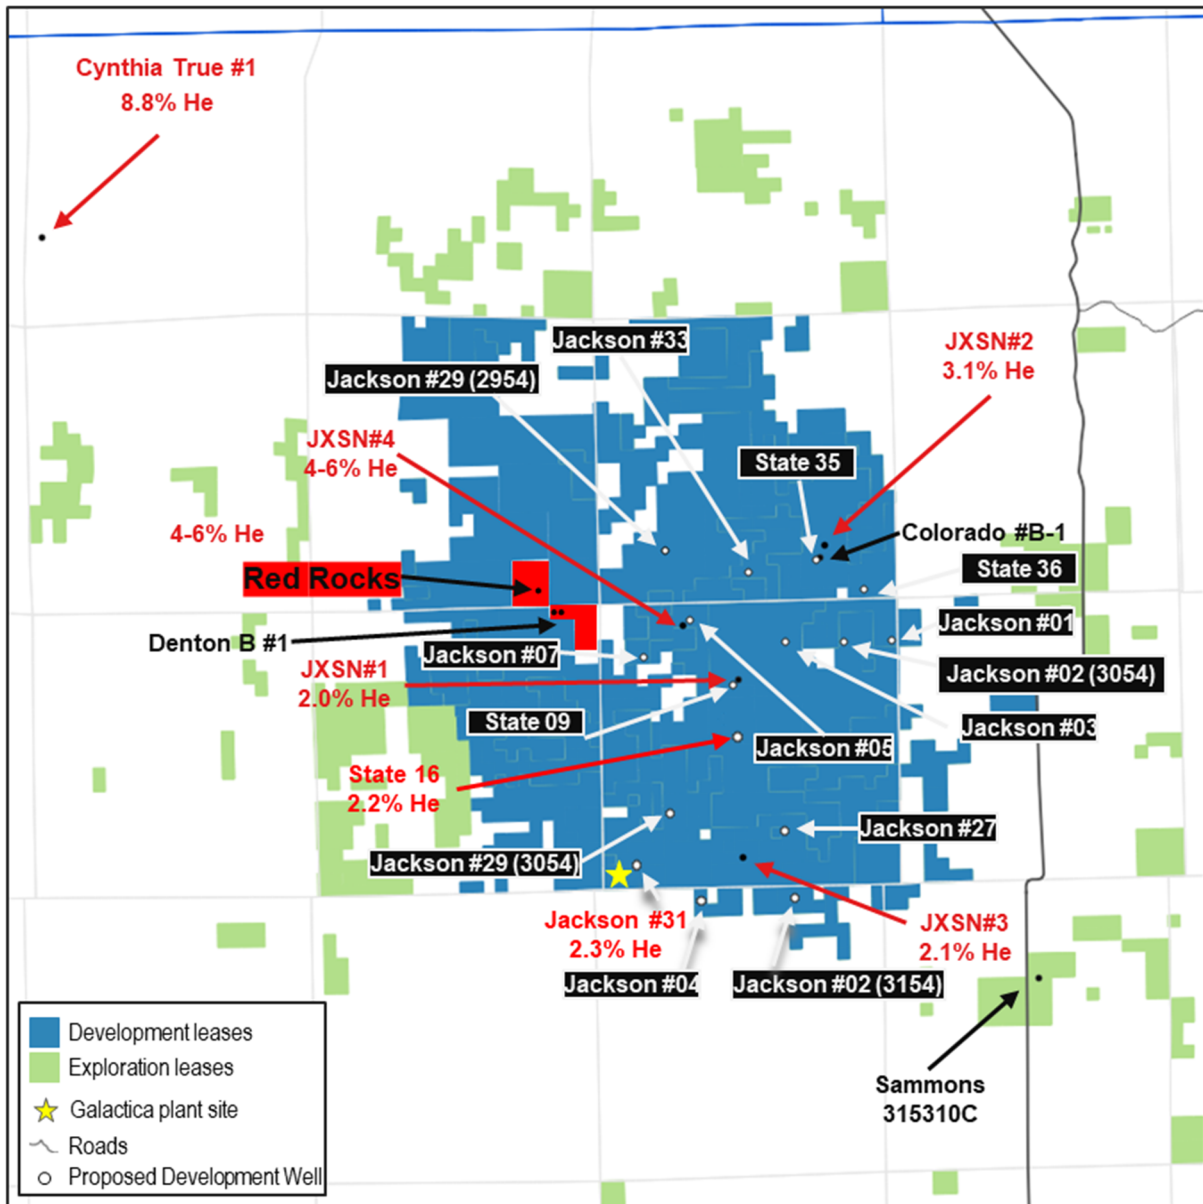 Cynthia True #1
8.8% He
Jackson #33
JXSN#2
3.1% He
Jackson #29 (2954)
JXSN#4
4-6% He
State 35
4-6% He
Colorado #B-1
Red Rocks
State 36
Denton B #1
Jackson #01
Jackson #07
JXSN#1
2.0% He
Jackson #02 (3054)
State 09
Jackson #03
Jackson #05
State 16
2.2% He
Jackson #27
Jackson #29 (3054)
Jackson #31
2.3% He
JXSN#3
2.1% He
Jackson #04
Jackson #02 (3154)
Sammons
315310C
Development leases
Exploration leases
Galactica plant site
Roads
Proposed Development Well